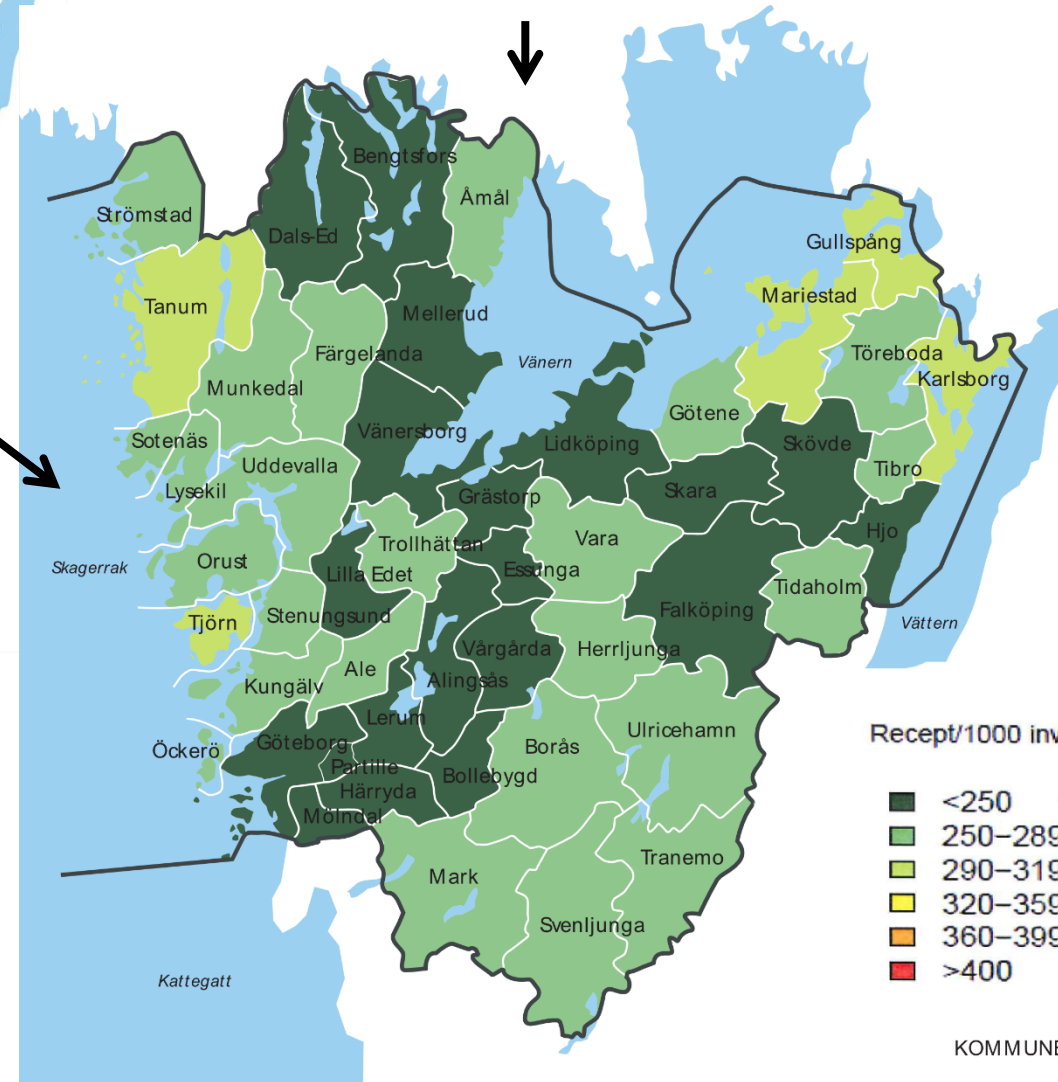 Bengtsfors
Åmål
Strömstad
Dals-Ed
Gullspång
Mariestad
Tanum
Mellerud
Färgelanda
Vänern
Töreboda
Karlsborg
Munkedal
Götene
Vänersborg
Lidköping
Skövde
Sotenäs
Uddevalla
Tibro
Lysekil
Grästorp
Skara
Hjo
Trollhättan
Vara
Skagerrak
Orust
Lilla Edet
Essunga
Tidaholm
Falköping
Tjörn
Stenungsund
Vättern
Vårgårda
Herrljunga
Ale
Alingsås
Kungälv
Lerum
Ulricehamn
Öckerö
Göteborg
Borås
Partille
Bollebygd
Härryda
Mölndal
Tranemo
Mark
Svenljunga
Kattegatt
Recept/1000 inv
<250
250–289
290–319
320–359
360–399
>400
KOMMUNE